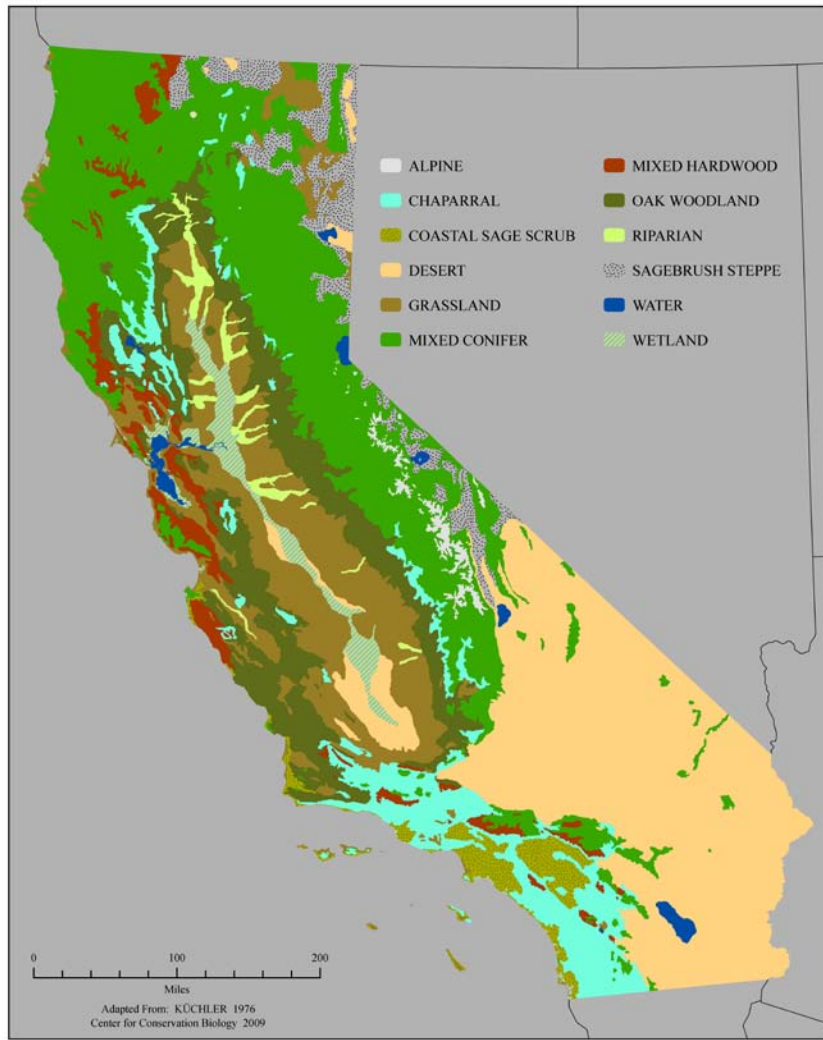 ALPINE
CHAPARRAL
COASTAL SAGE SCRUB
DESERT
GRASSLAND
MIXED CONIFER
MIXED HARDWOOD
OAK WOODLAND
RIPARIAN
SAGEBRUSH STEPPE
WATER
WETLAND
0 100 200
Miles
Adapted From: KÜCHLER 1976
Center for Conservation Biology 2009